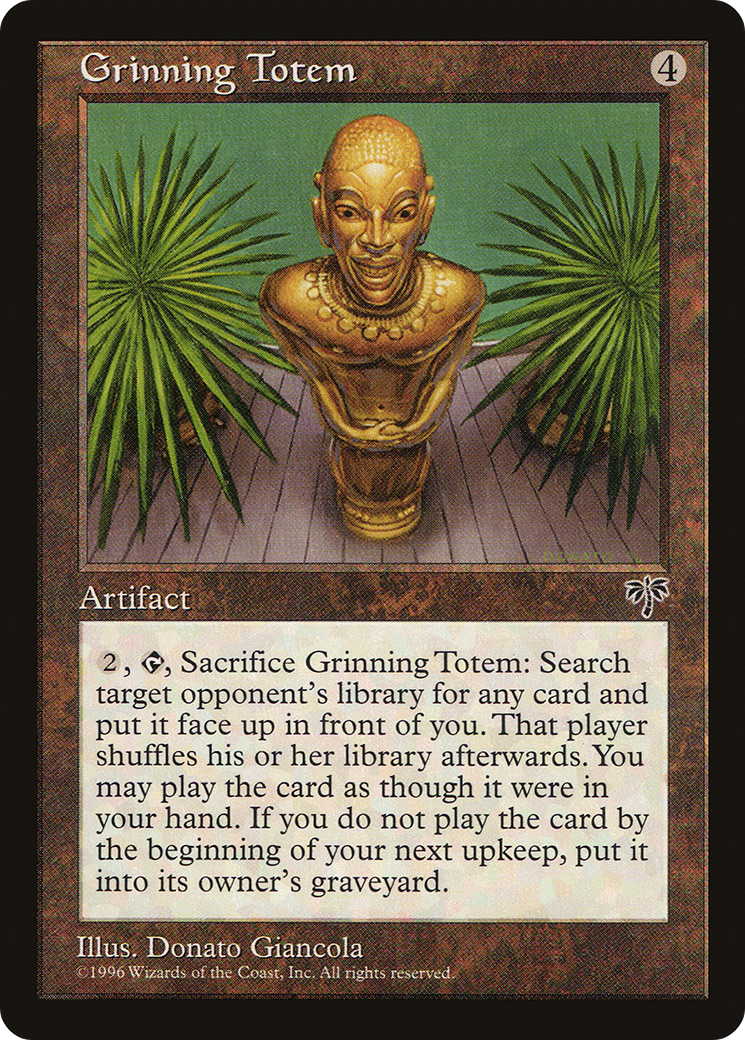 Grinning Totem 4
Artifact
2, T, Sacrifice Grinning Totem: Search
target opponent's library for any card and
put it face up in front of you. That player
shuffles his or her library afterwards. You
may play the card as though it were in
your hand. If you do not play the card by
the beginning of your next upkeep, put it
into its owner's graveyard.
Illus. Donato Giancola
©1996 Wizards of the Coast, Inc. All rights reserved.